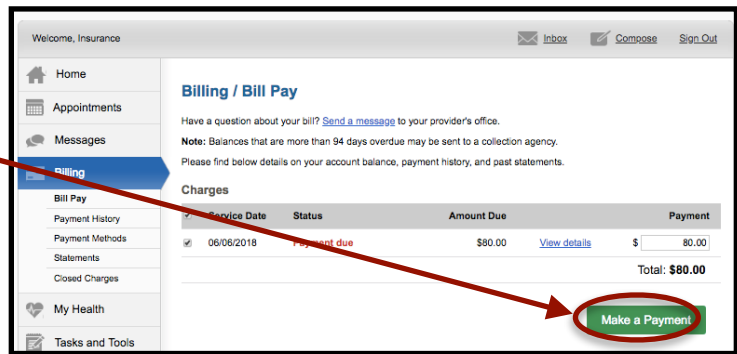 Welcome, Insurance
Inbox Compose Sign Out
Home
Appointments
Messages
Billing
Bill Pay
Payment History
Payment Methods
Statements
Closed Charges
My Health
Tasks and Tools
Billing / Bill Pay
Have a question about your bill? Send a message to your provider's office.
Note: Balances that are more than 94 days overdue may be sent to a collection agency.
Please find below details on your account balance, payment history, and past statements.
Charges
Service Date Status Amount Due Payment
06/06/2018 Payment due $80.00 View details $ 80.00
Total: $80.00
Make a Payment